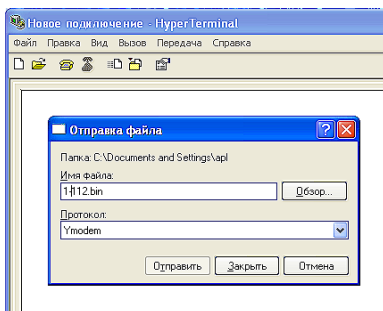 Новое подключение - HyperTerminal
Файл Правка Вид Вызов Передача Справка
Отправка файла
Папка: C:\Documents and Settings\apl
Имя файла:
1-112.bin
Обзор...
Протокол:
Ymodem
Отправить Закрыть Отмена